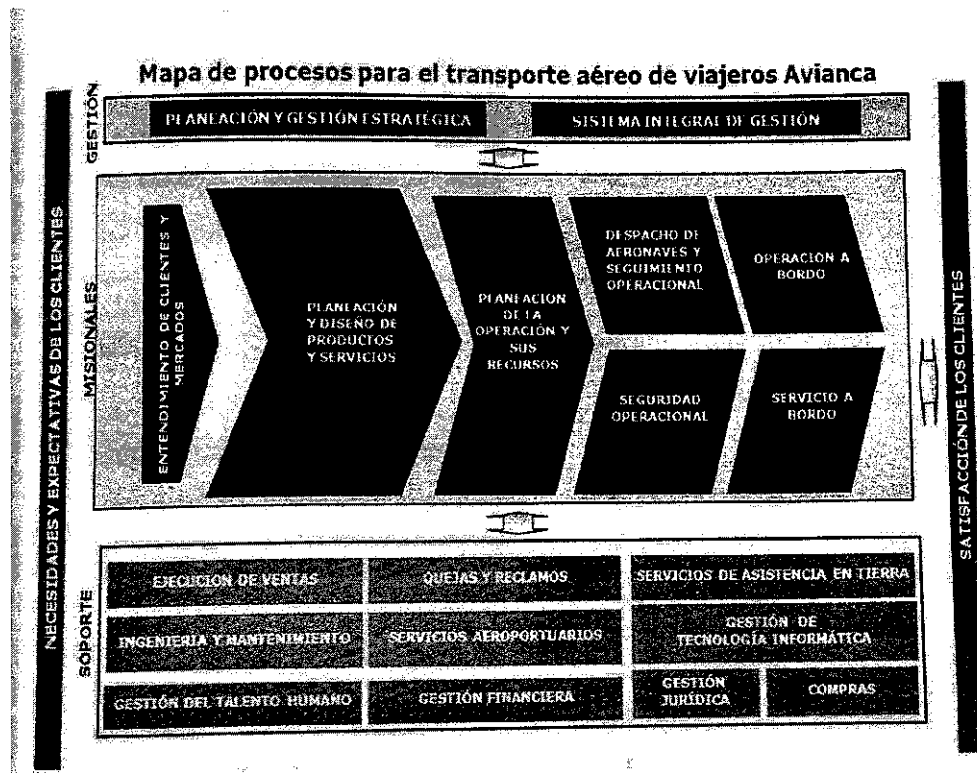 Mapa de procesos para el transporte aéreo de viajeros Avianca
GESTIÓN
PLANEACIÓN Y GESTIÓN ESTRATÉGICA
SISTEMA INTEGRAL DE GESTIÓN
NECESIDADES Y EXPECTATIVAS DE LOS CLIENTES
MISIONALES
ENTENDIMIENTO DE CLIENTES Y
MERCADOS
PLANEACIÓN
Y DISEÑO DE
PRODUCTOS
Y SERVICIOS
PLANEACIÓN
DE LA
OPERACIÓN Y
SUS
RECURSOS
DESPACHO DE
AERONAVES Y
SEGUIMIENTO
OPERACIONAL
OPERACIÓN A
BORDO
SEGURIDAD
OPERACIONAL
SERVICIO A
BORDO
SATISFACCIÓN DE LOS CLIENTES
SOPORTE
EJECUCIÓN DE VENTAS
QUEJAS Y RECLAMOS
SERVICIOS DE ASISTENCIA EN TIERRA
INGENIERIA Y MANTENIMIENTO
SERVICIOS AEROPORTUARIOS
GESTIÓN DE
TECNOLOGÍA INFORMÁTICA
GESTIÓN DEL TALENTO HUMANO
GESTIÓN FINANCIERA
GESTIÓN
JURÍDICA
COMPRAS